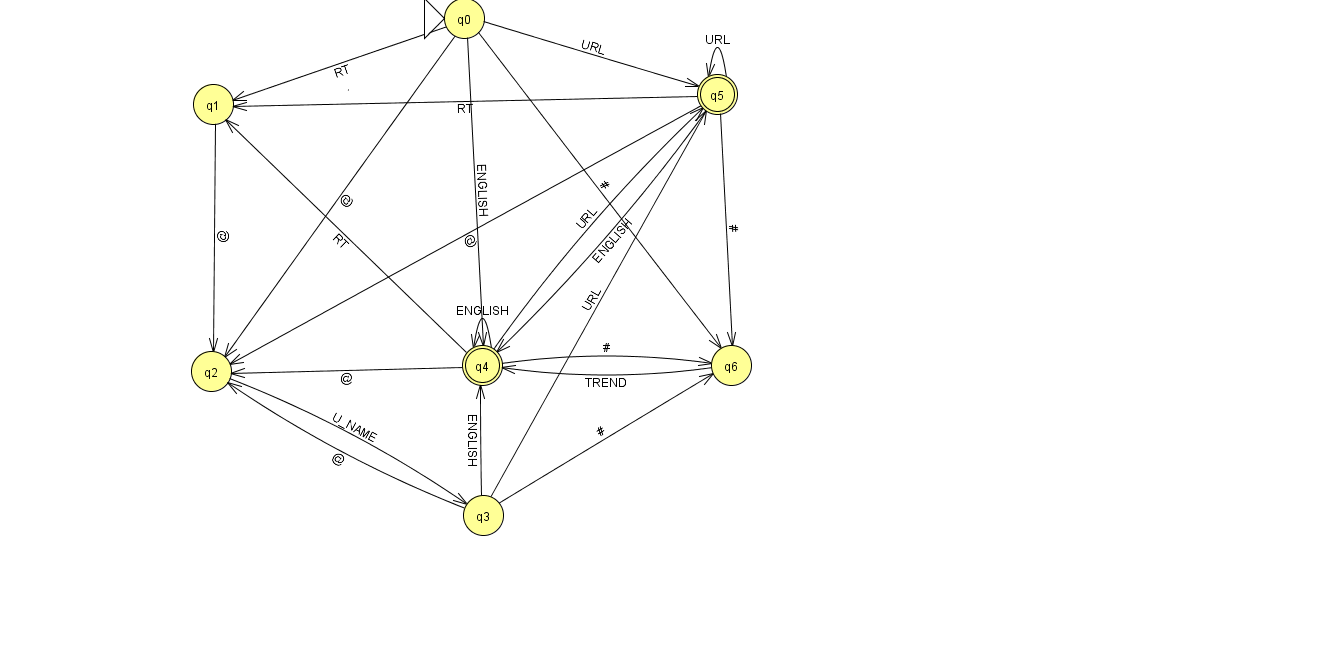 q0
URL
URL
RT
q5
q1
RT
ENGLISH
#
@
URL
#
@
RT
@
ENGLISH
URL
ENGLISH
#
q2
q4
q6
@
TREND
U_NAME
ENGLISH
#
@
q3